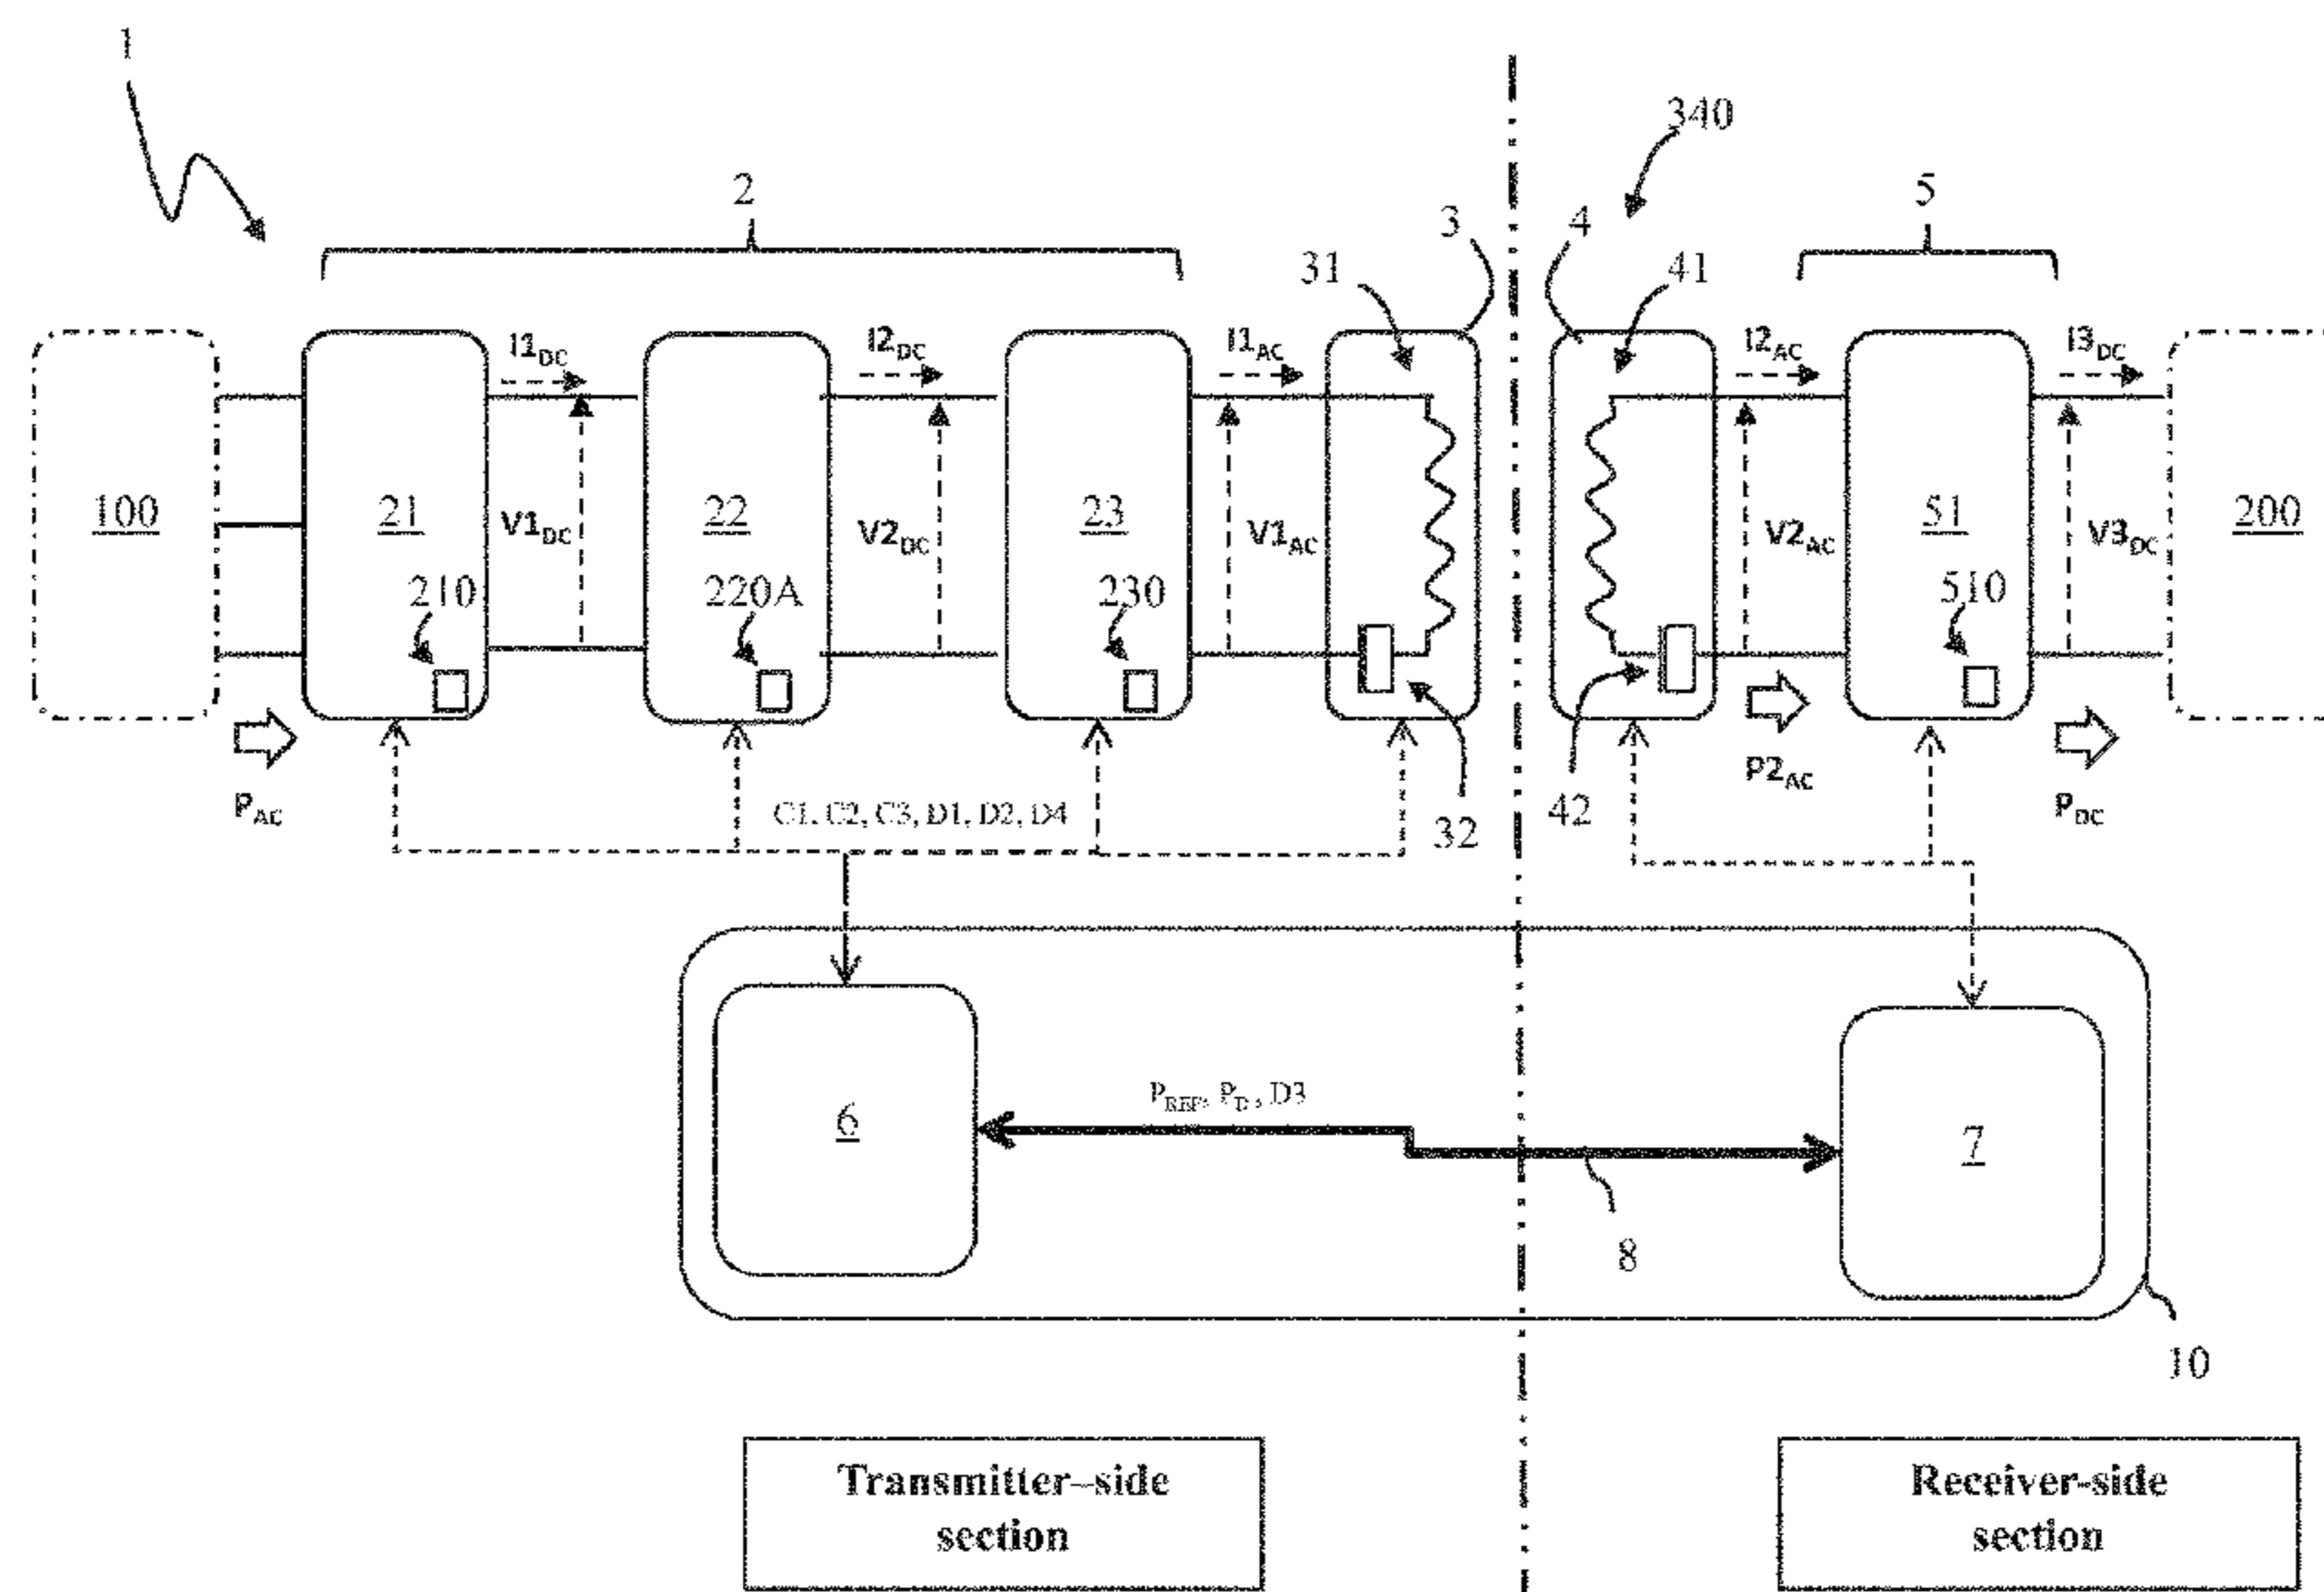 1
340
2
5
3
4
31
41
I1DC
I2DC
I1AC
I2AC
I3DC
100
21
V1DC
22
V2DC
23
V1AC
V2AC
51
V3DC
200
210
220A
230
510
PAC
C1, C2, C3, D1, D2, D4
32
42
P2AC
PDC
6
PREF, PD, D3
7
8
10
Transmitter–side
section
Receiver-side
section